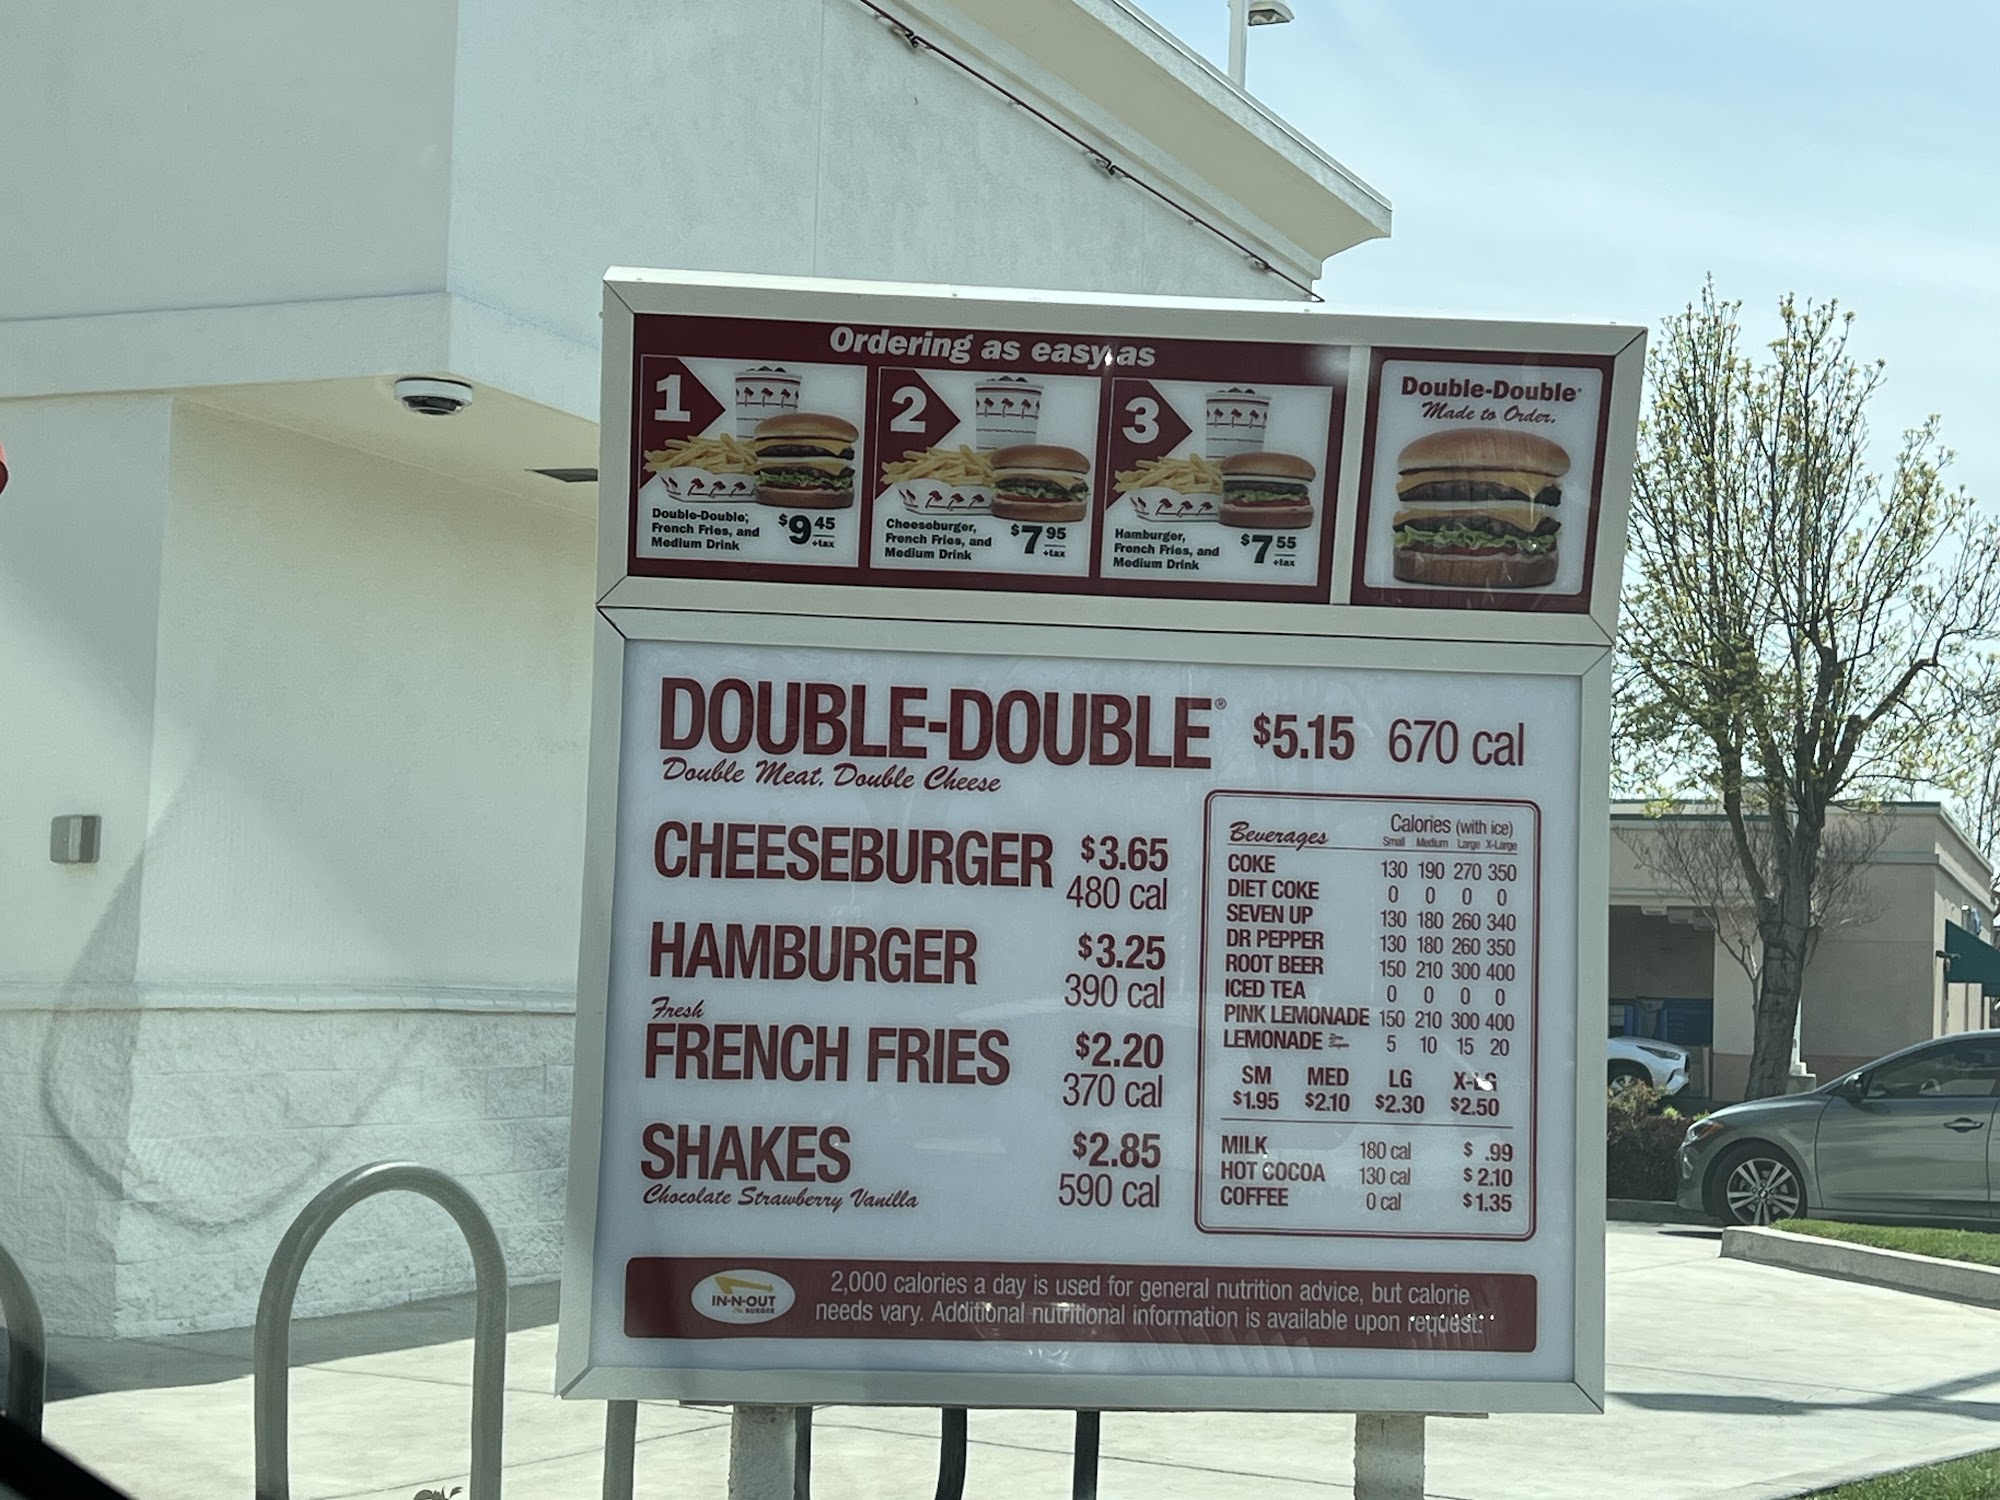 Ordering as easy as
1
Double-Double®,
French Fries, and
Medium Drink
$9 45
+tax
2
Cheeseburger,
French Fries, and
Medium Drink
$7 95
+tax
3
Hamburger,
French Fries, and
Medium Drink
$7 55
+tax
Double-Double®
Made to Order.
DOUBLE-DOUBLE® $5.15 670 cal
Double Meat, Double Cheese
CHEESEBURGER $3.65
480 cal
HAMBURGER $3.25
390 cal
Fresh
FRENCH FRIES $2.20
370 cal
SHAKES $2.85
Chocolate Strawberry Vanilla 590 cal
Beverages Calories (with ice)
Small Medium Large X-Large
COKE 130 190 270 350
DIET COKE 0 0 0 0
SEVEN UP 130 180 260 340
DR PEPPER 130 180 260 350
ROOT BEER 150 210 300 400
ICED TEA 0 0 0 0
PINK LEMONADE 150 210 300 400
LEMONADE 5 10 15 20
SM MED LG X-LG
$1.95 $2.10 $2.30 $2.50
MILK 180 cal $ .99
HOT COCOA 130 cal $2.10
COFFEE 0 cal $1.35
IN-N-OUT
BURGER
2,000 calories a day is used for general nutrition advice, but calorie
needs vary. Additional nutritional information is available upon request.